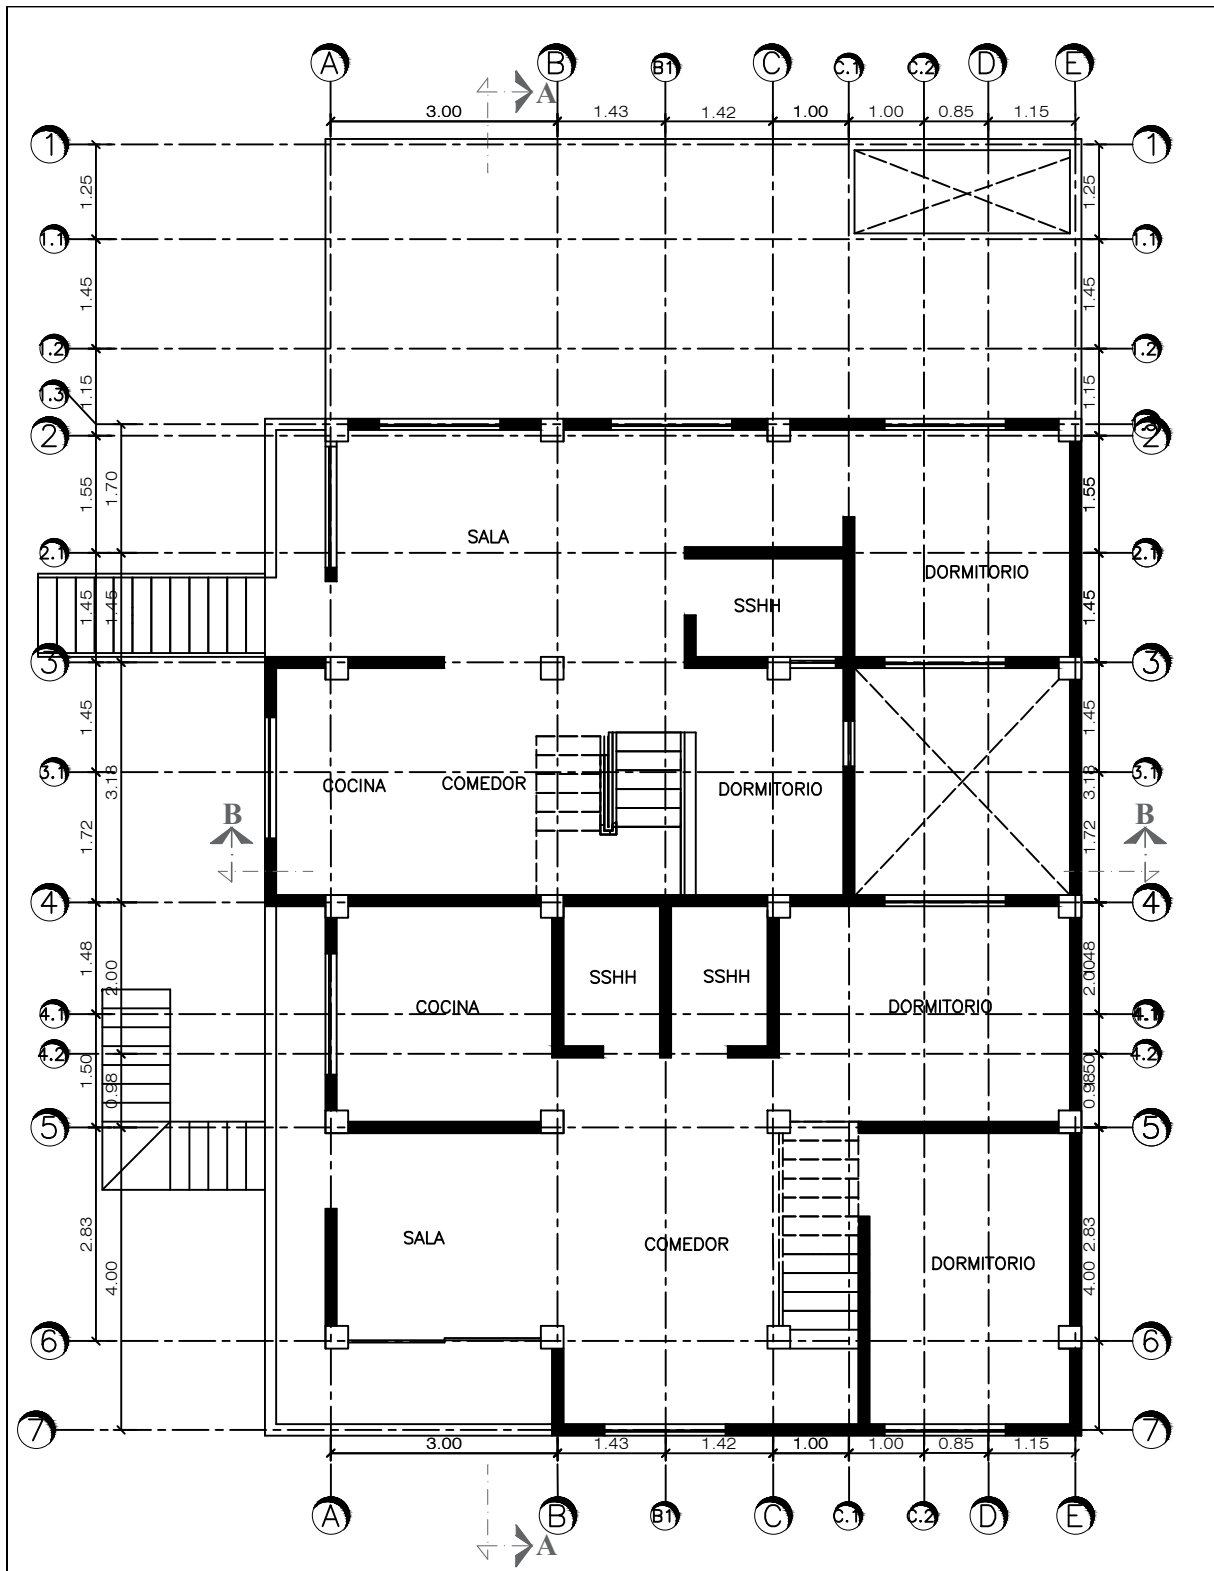 A B B1 C C.1 C.2 D E
A
3.00 1.43 1.42 1.00 1.00 0.85 1.15
1 1
1.25 1.25
1.1 1.1
1.45 1.45
1.2 1.2
1.15 1.15
1.3
2 2
1.55 1.70 1.55
SALA
2.1 2.1
DORMITORIO
1.45 1.45 1.45
SSHH
3 3
1.45 1.45
3.1 3.18 3.18 3.1
COCINA COMEDOR DORMITORIO
B B
1.72 1.72
4 4
1.48 2.00 2.00
SSHH SSHH
COCINA DORMITORIO
4.1 4.1
4.2 4.2
1.50 0.98
5 5
2.83 2.83
SALA COMEDOR
DORMITORIO
4.00 4.00
6 6
7 7
3.00 1.43 1.42 1.00 1.00 0.85 1.15
A B B1 C C.1 C.2 D E
A